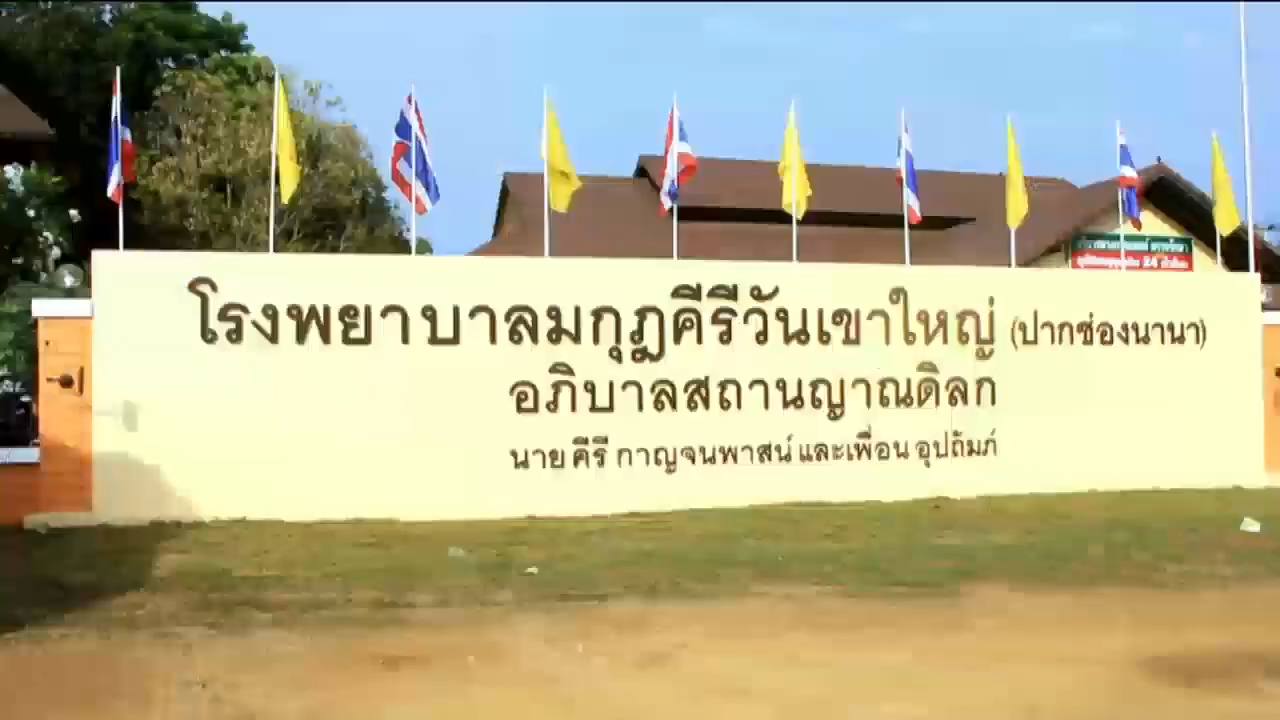 โรงพยาบาลมกุฎคีรีวันเขาใหญ่ (ปากช่องนานา)
อภิบาลสถานญาณดิลก
นาย คีรี กาญจนพาสน์ และเพื่อน อุปถัมภ์
24